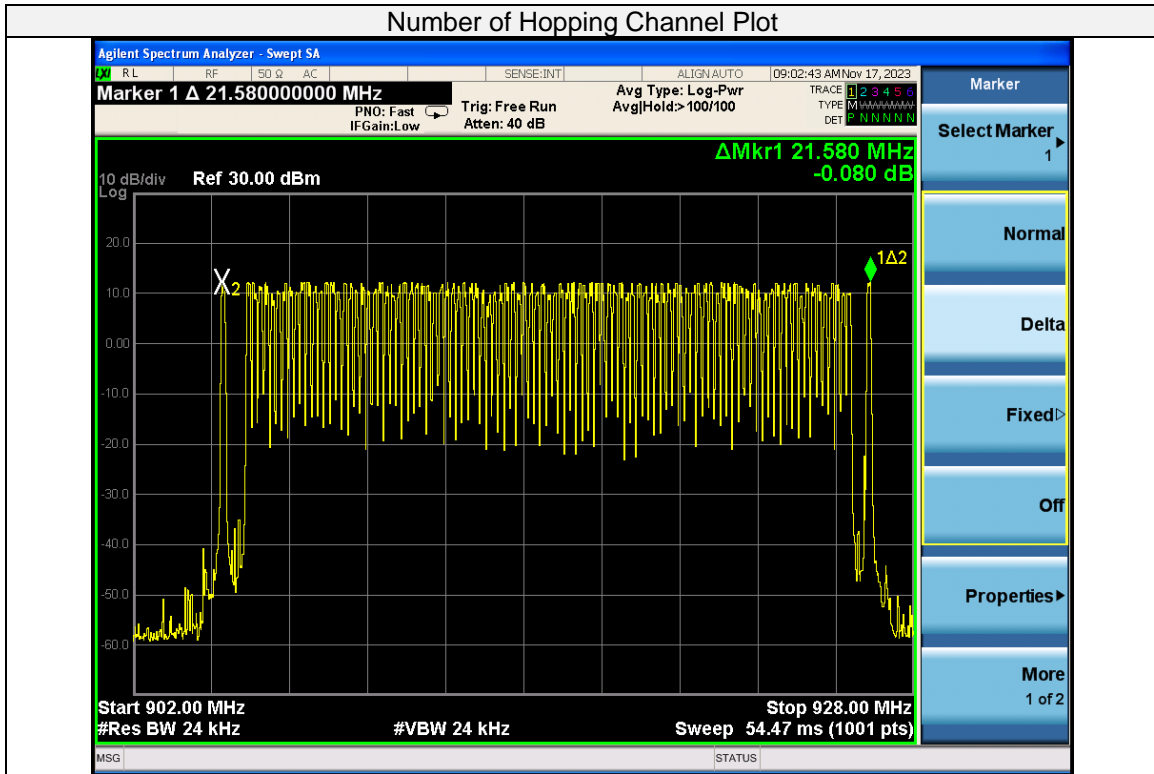 Number of Hopping Channel Plot
Agilent Spectrum Analyzer - Swept SA
LXI RL RF 50 Ω AC SENSE:INT ALIGN AUTO 09:02:43 AM Nov 17, 2023
Marker 1 Δ 21.580000000 MHz
PNO: Fast
IFGain:Low
Trig: Free Run
Atten: 40 dB
Avg Type: Log-Pwr
Avg|Hold:>100/100
TRACE 1 2 3 4 5 6
TYPE M
DET P N N N N N
ΔMkr1 21.580 MHz
-0.080 dB
10 dB/div Ref 30.00 dBm
Log
20.0
10.0
0.00
-10.0
-20.0
-30.0
-40.0
-50.0
-60.0
2
1Δ2
Start 902.00 MHz Stop 928.00 MHz
#Res BW 24 kHz #VBW 24 kHz Sweep 54.47 ms (1001 pts)
MSG STATUS
Marker
Select Marker
1
Normal
Delta
Fixed
Off
Properties
More
1 of 2